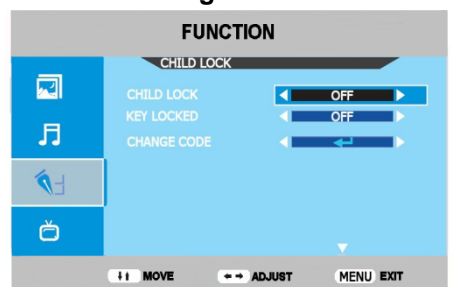 FUNCTION
CHILD LOCK
CHILD LOCK OFF
KEY LOCKED OFF
CHANGE CODE
MOVE ADJUST MENU EXIT